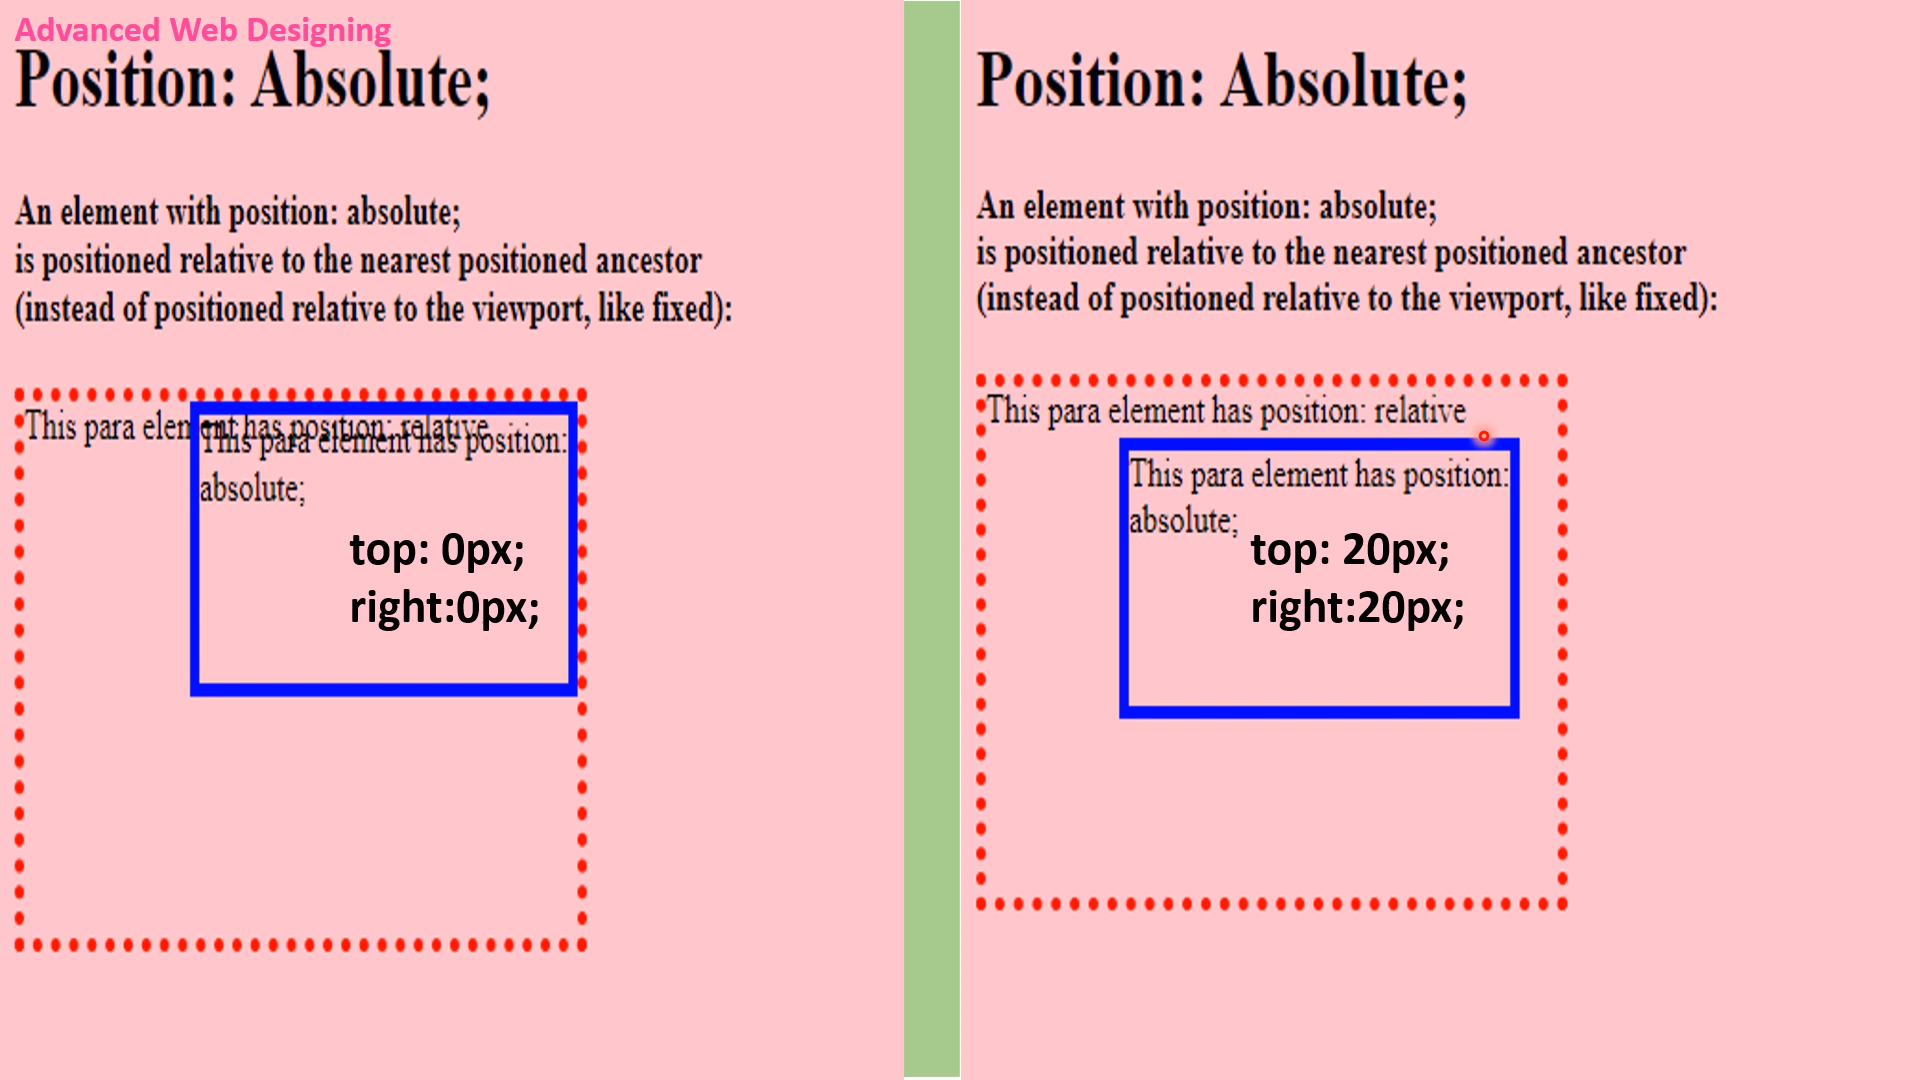 Advanced Web Designing
Position: Absolute;
An element with position: absolute;
is positioned relative to the nearest positioned ancestor
(instead of positioned relative to the viewport, like fixed):
This para element has position: relative
This para element has position:
absolute;
top: 0px;
right:0px;
Position: Absolute;
An element with position: absolute;
is positioned relative to the nearest positioned ancestor
(instead of positioned relative to the viewport, like fixed):
This para element has position: relative
This para element has position:
absolute;
top: 20px;
right:20px;